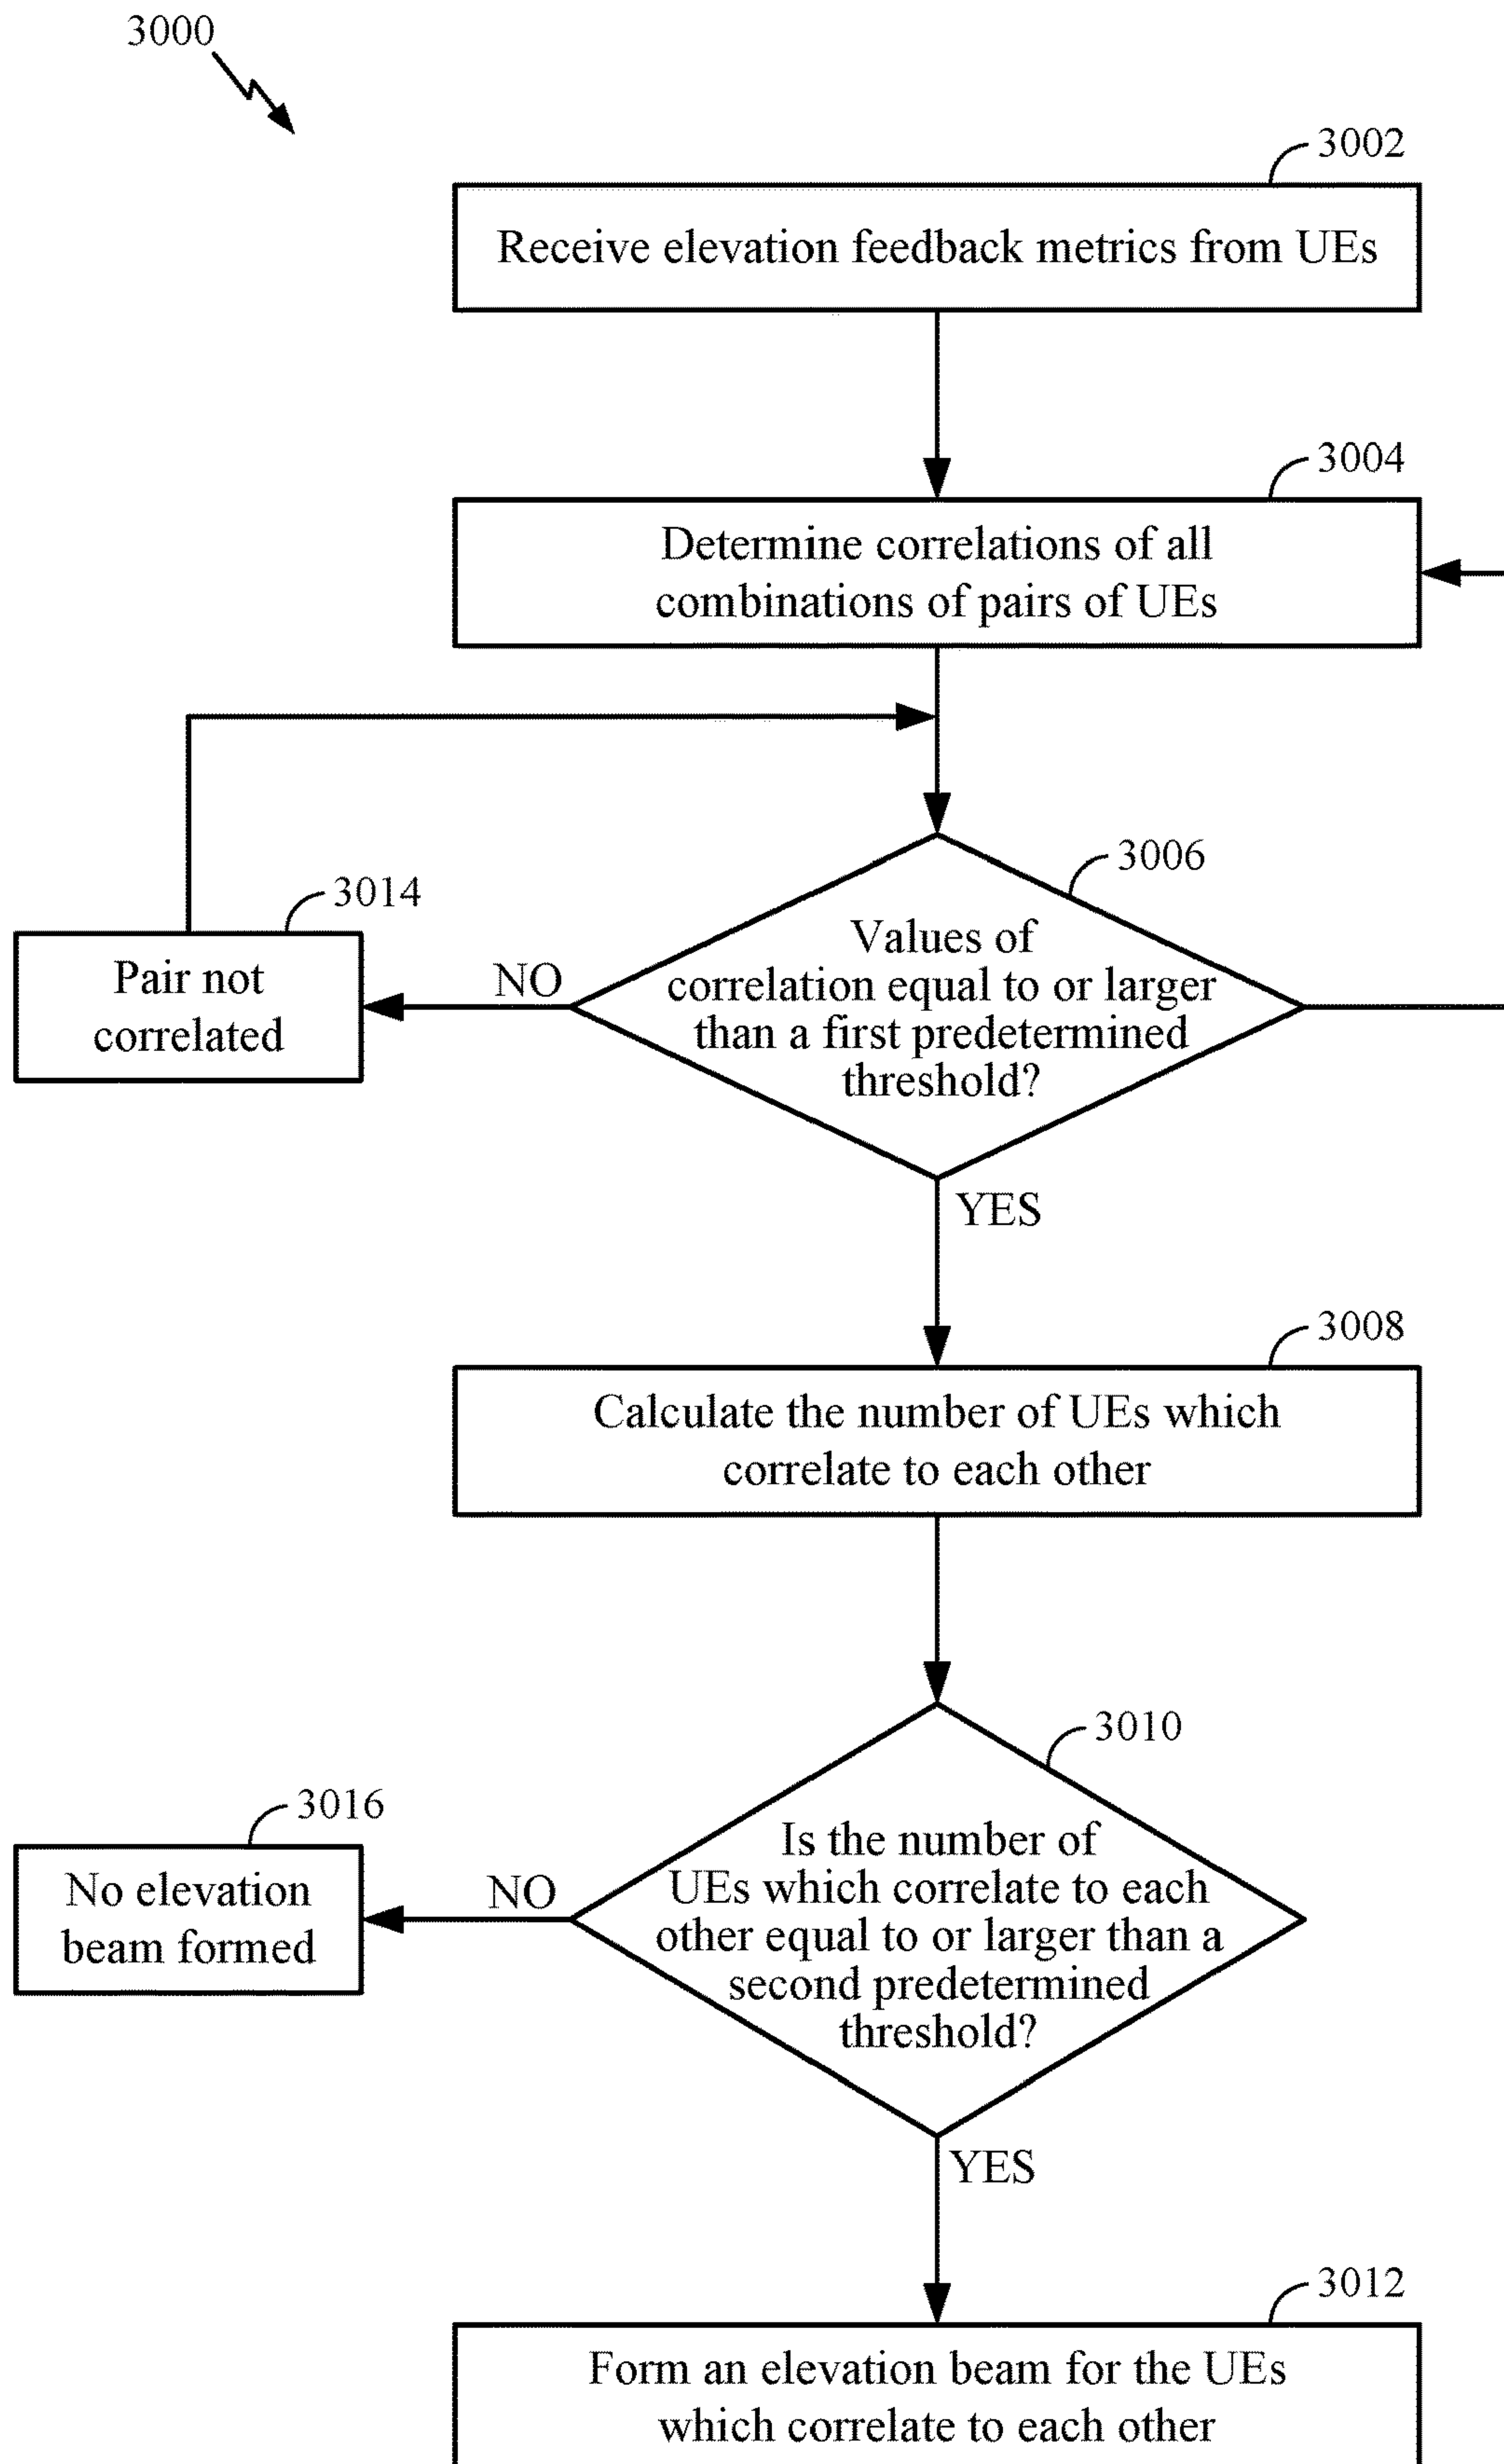 3000
3002
Receive elevation feedback metrics from UEs
3004
Determine correlations of all
combinations of pairs of UEs
3006
Values of
correlation equal to or larger
than a first predetermined
threshold?
3014
Pair not
correlated
NO
YES
3008
Calculate the number of UEs which
correlate to each other
3010
Is the number of
UEs which correlate to each
other equal to or larger than a
second predetermined
threshold?
3016
No elevation
beam formed
NO
YES
3012
Form an elevation beam for the UEs
which correlate to each other